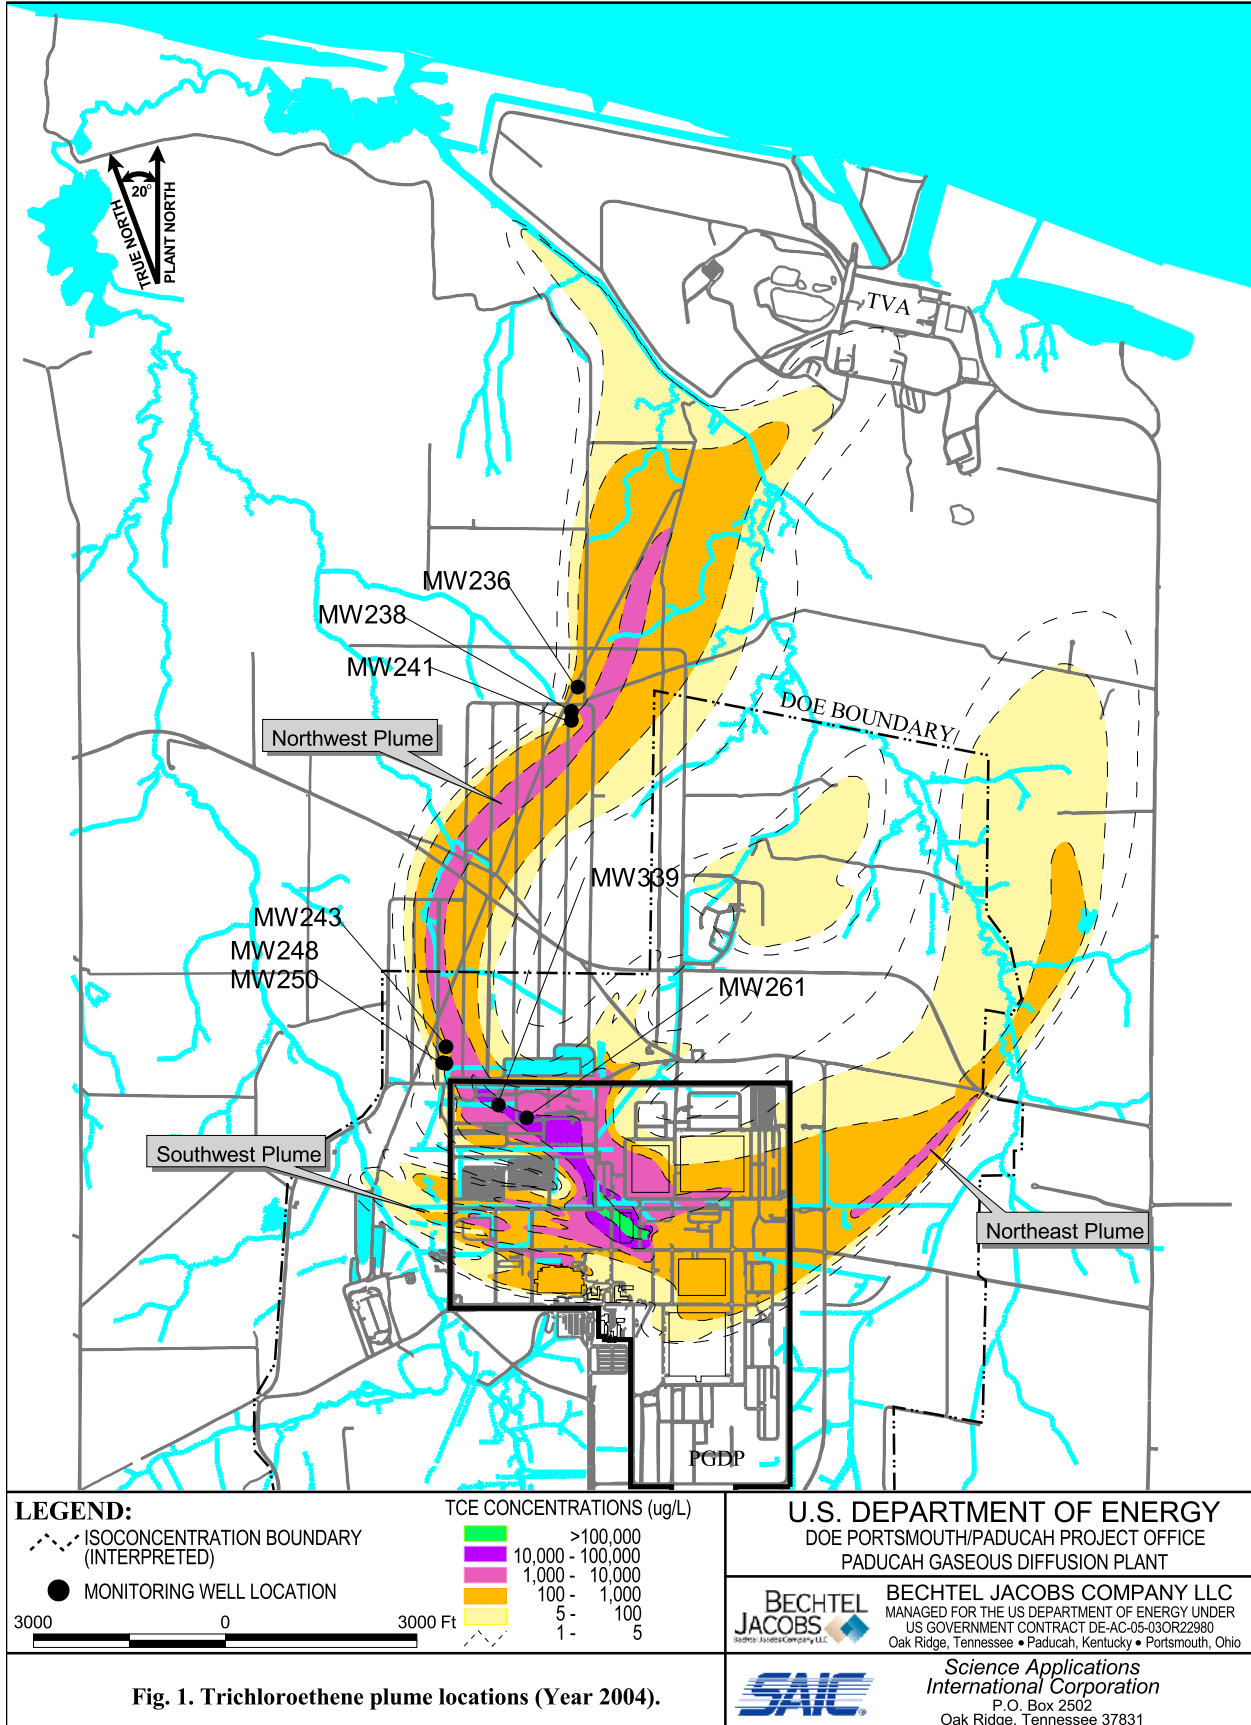 20°
TRUE NORTH
PLANT NORTH
TVA
MW236
MW238
MW241
DOE BOUNDARY
Northwest Plume
MW339
MW243
MW248
MW250
MW261
Southwest Plume
Northeast Plume
PGDP
LEGEND:
ISOCONCENTRATION BOUNDARY
(INTERPRETED)
MONITORING WELL LOCATION
3000 0 3000 Ft
TCE CONCENTRATIONS (ug/L)
>100,000
10,000 - 100,000
1,000 - 10,000
100 - 1,000
5 - 100
1 - 5
U.S. DEPARTMENT OF ENERGY
DOE PORTSMOUTH/PADUCAH PROJECT OFFICE
PADUCAH GASEOUS DIFFUSION PLANT
BECHTEL
JACOBS
Bechtel Jacobs Company LLC
BECHTEL JACOBS COMPANY LLC
MANAGED FOR THE US DEPARTMENT OF ENERGY UNDER
US GOVERNMENT CONTRACT DE-AC-05-03OR22980
Oak Ridge, Tennessee • Paducah, Kentucky • Portsmouth, Ohio
Fig. 1. Trichloroethene plume locations (Year 2004).
SAIC
Science Applications
International Corporation
P.O. Box 2502
Oak Ridge, Tennessee 37831